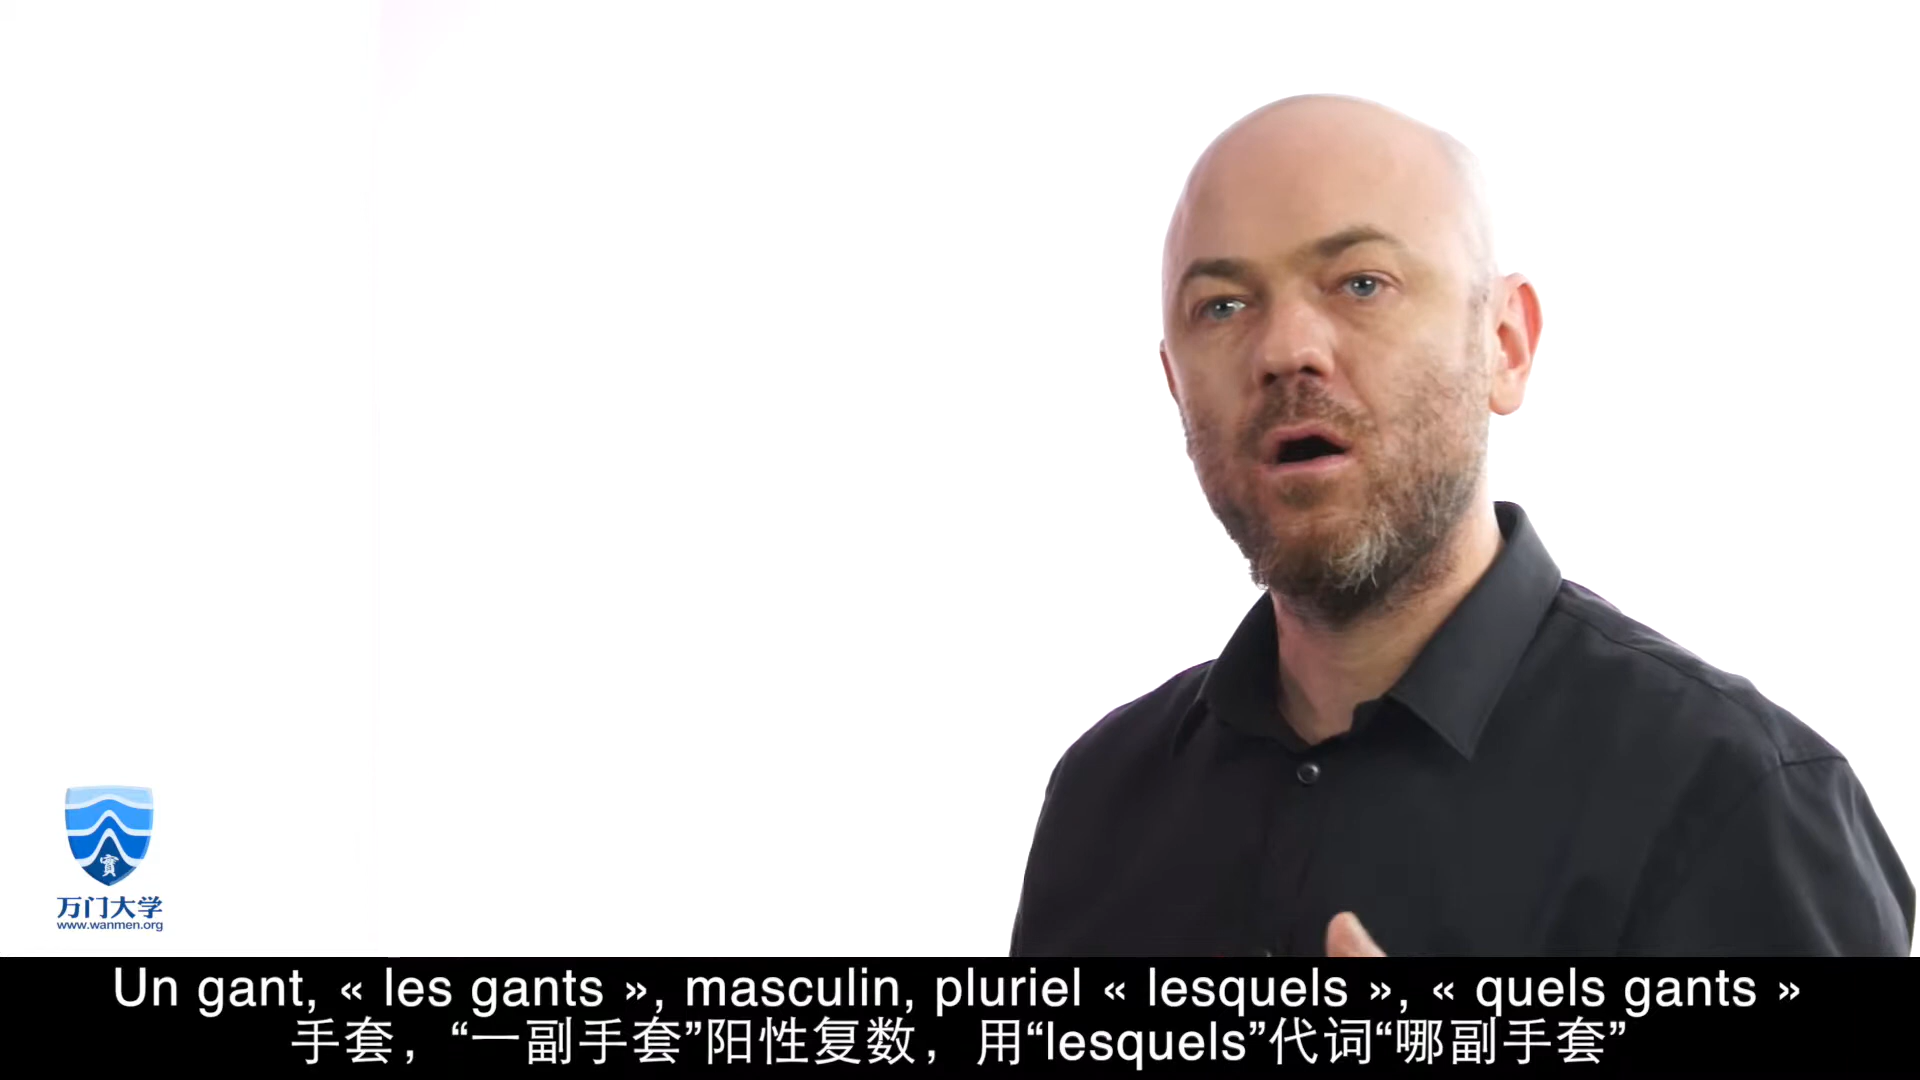 寳
万门大学
www.wanmen.org
Un gant, « les gants », masculin, pluriel « lesquels », « quels gants »
手套，“一副手套”阳性复数，用“lesquels”代词“哪副手套”